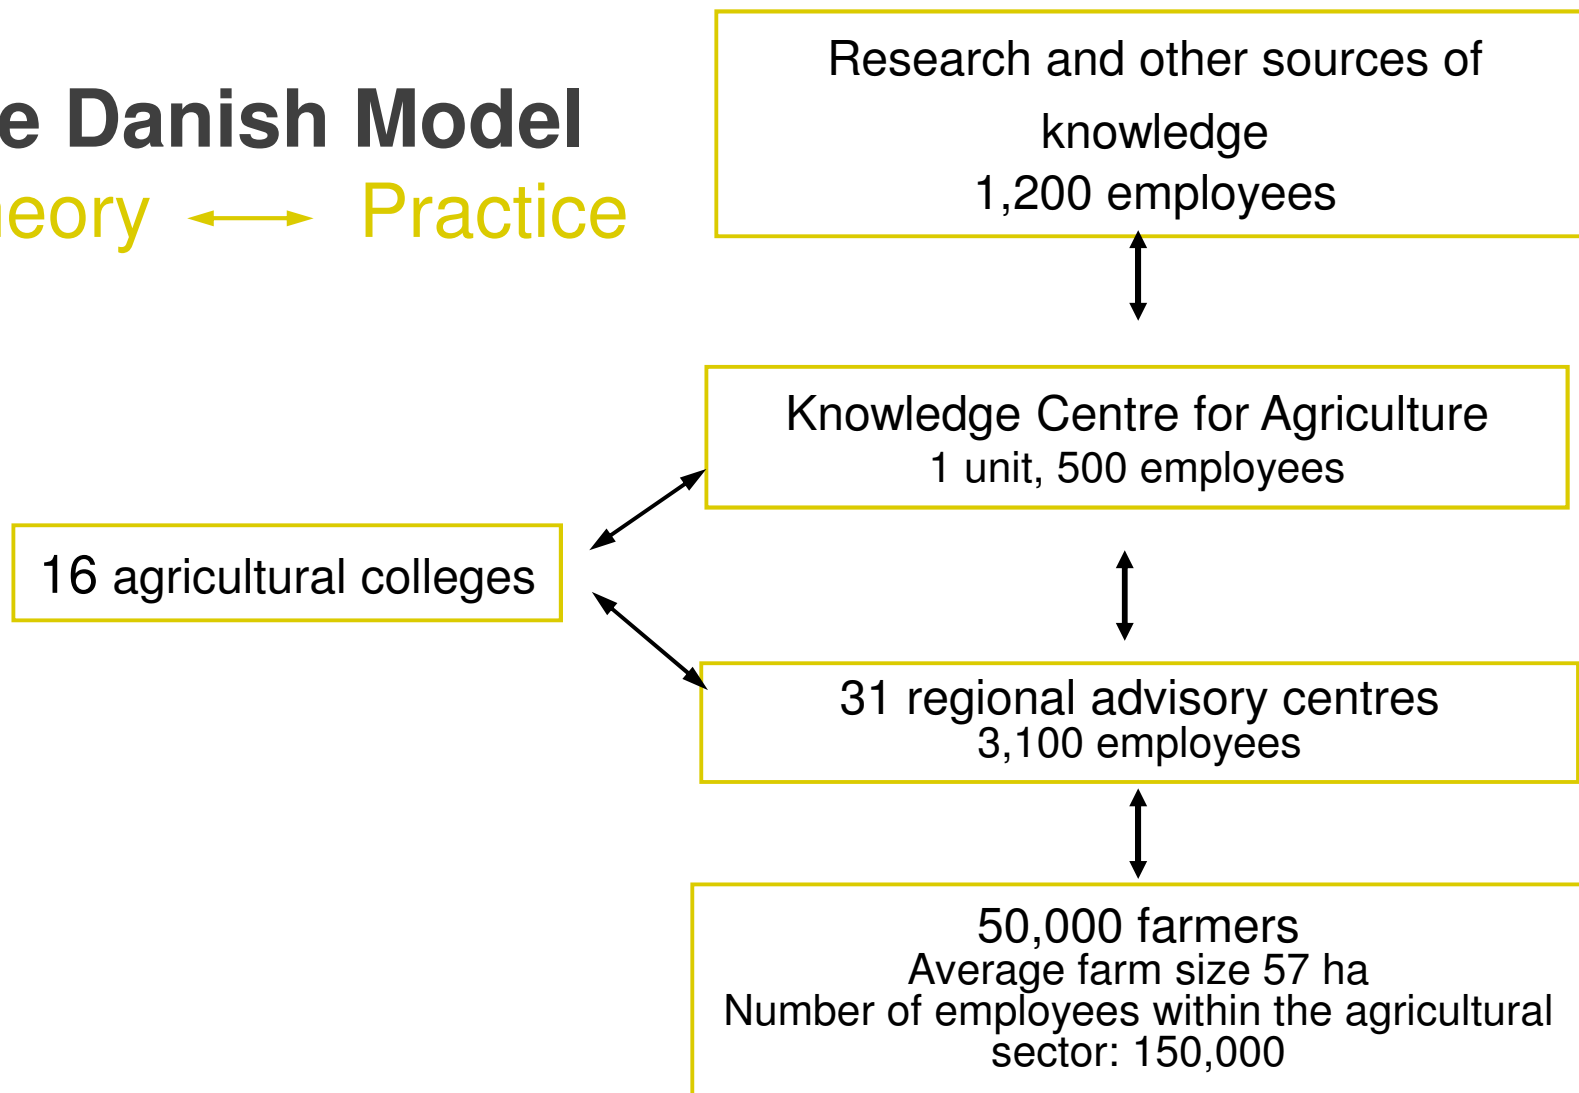 e Danish Model
eory Practice
Research and other sources of
knowledge
1,200 employees
Knowledge Centre for Agriculture
1 unit, 500 employees
16 agricultural colleges
31 regional advisory centres
3,100 employees
50,000 farmers
Average farm size 57 ha
Number of employees within the agricultural
sector: 150,000